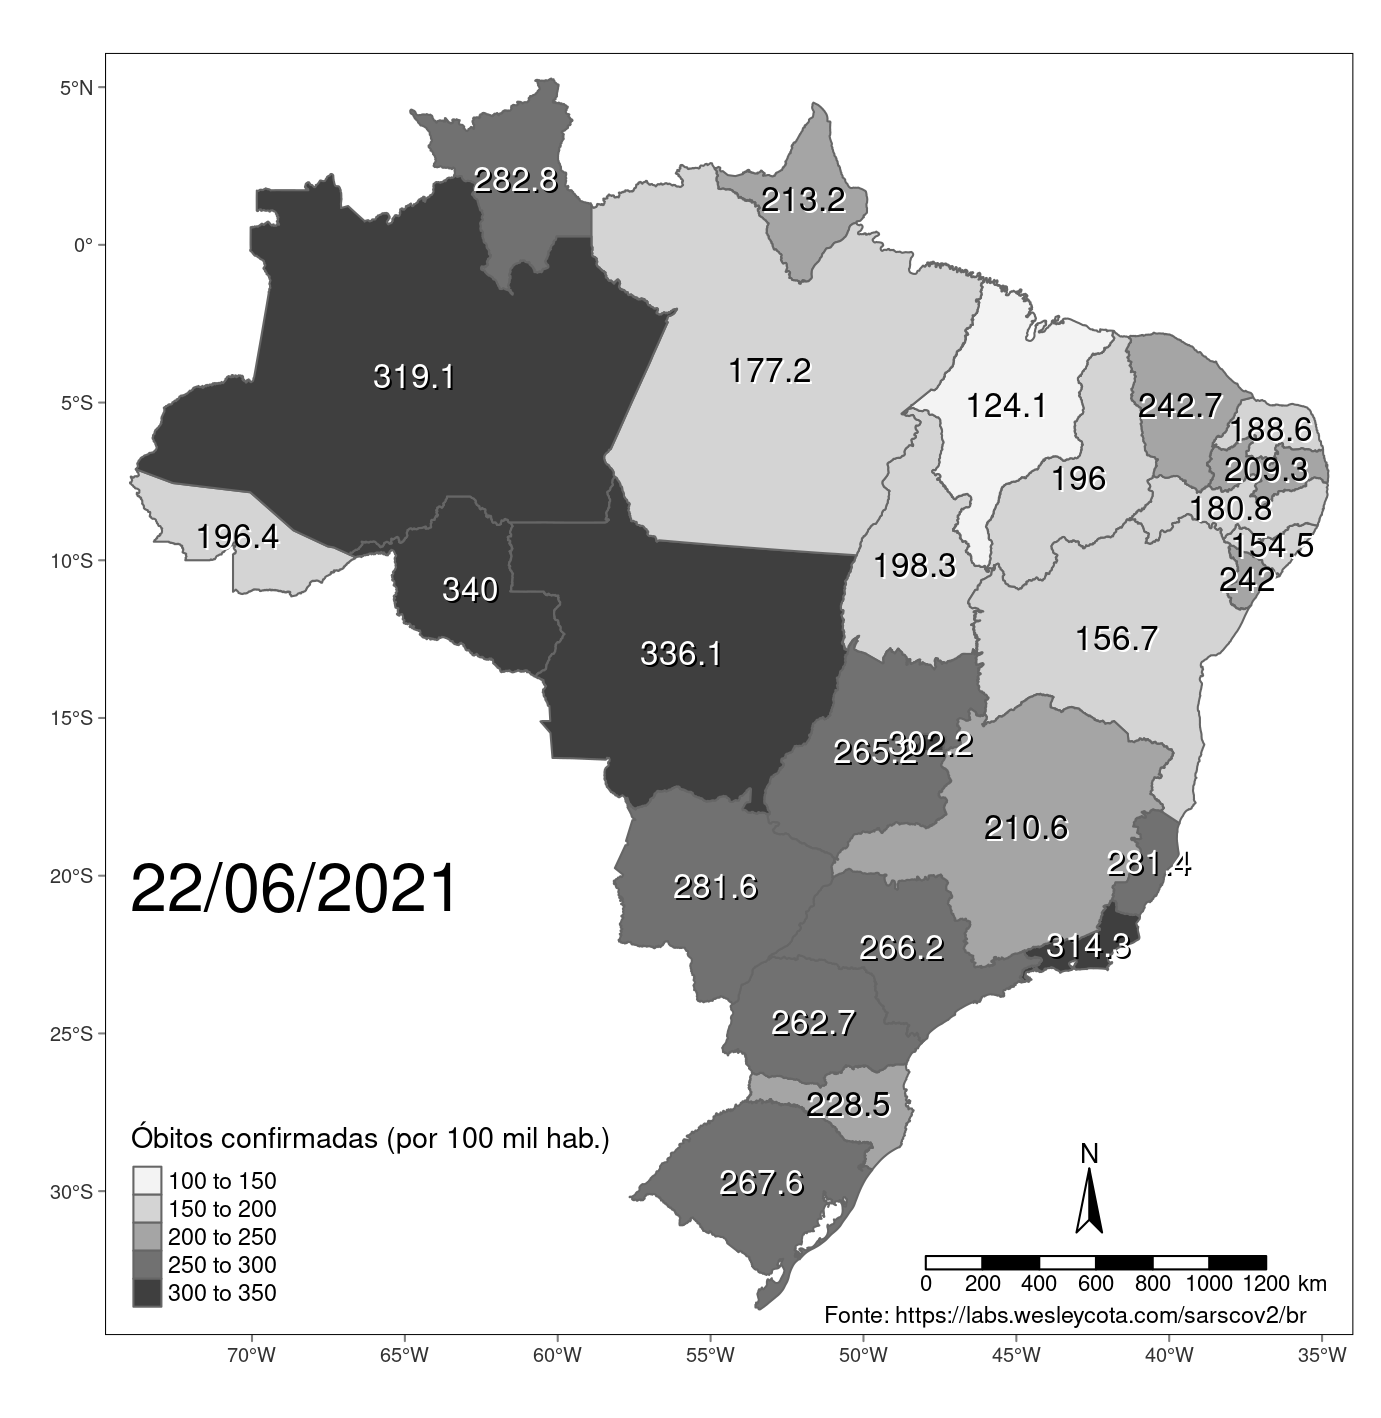 5°N
282.8
213.2
0°
319.1
177.2
124.1
242.7
5°S
188.6
209.3
196
180.8
196.4
154.5
10°S
198.3
242
340
156.7
336.1
15°S
302.2
265.2
210.6
281.4
20°S
22/06/2021
281.6
266.2
314.3
262.7
25°S
228.5
Óbitos confirmadas (por 100 mil hab.)
N
100 to 150
267.6
30°S
150 to 200
200 to 250
250 to 300
0 200 400 600 800 1000 1200 km
300 to 350
Fonte: https://labs.wesleycota.com/sarscov2/br
70°W 65°W 60°W 55°W 50°W 45°W 40°W 35°W